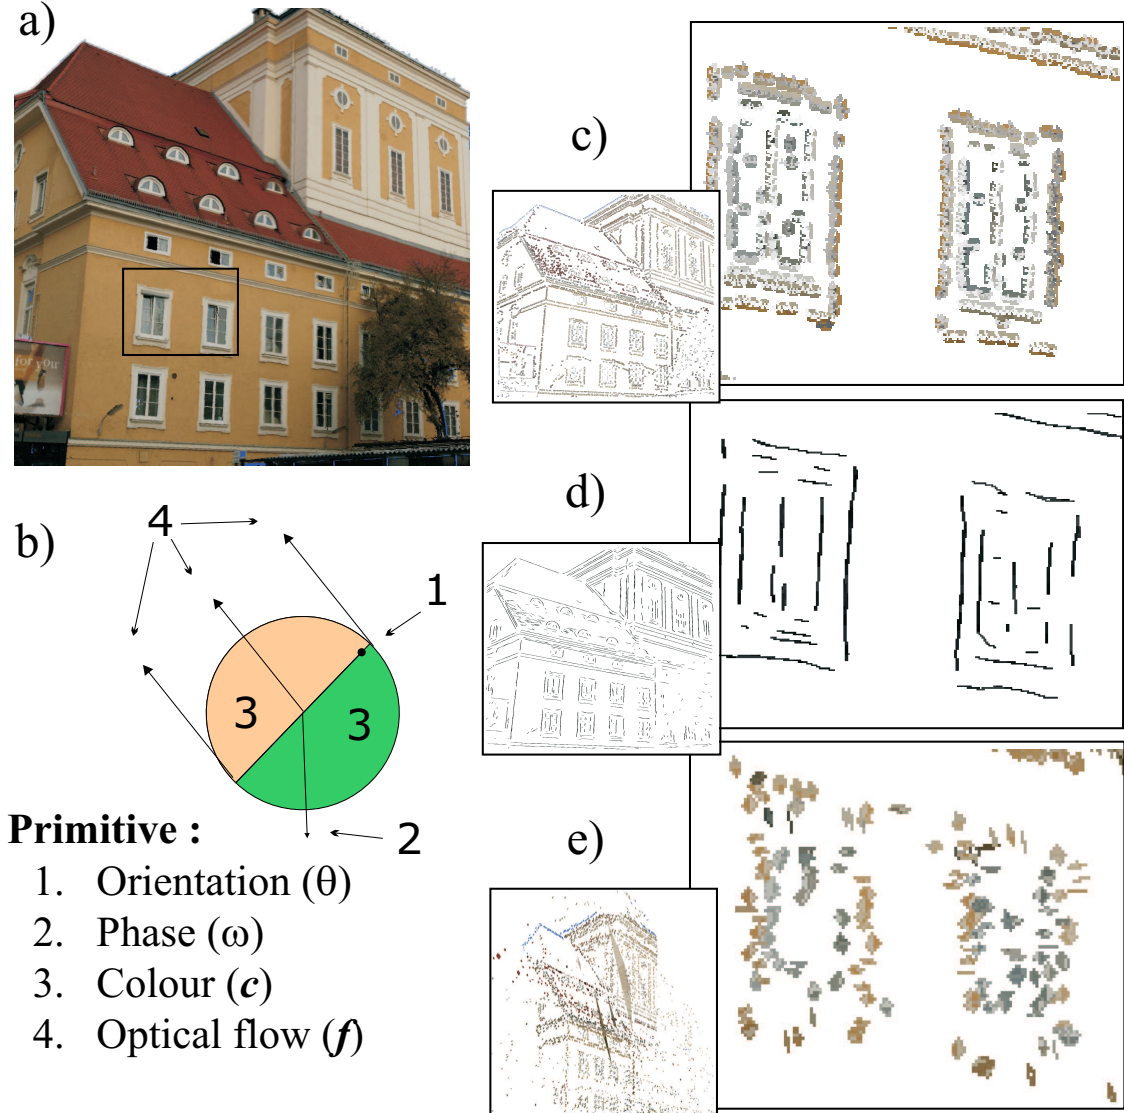 a)
for you
c)
d)
b)
4
1
3
3
2
e)
Primitive :
1. Orientation (θ)
2. Phase (ω)
3. Colour (c)
4. Optical flow (f)